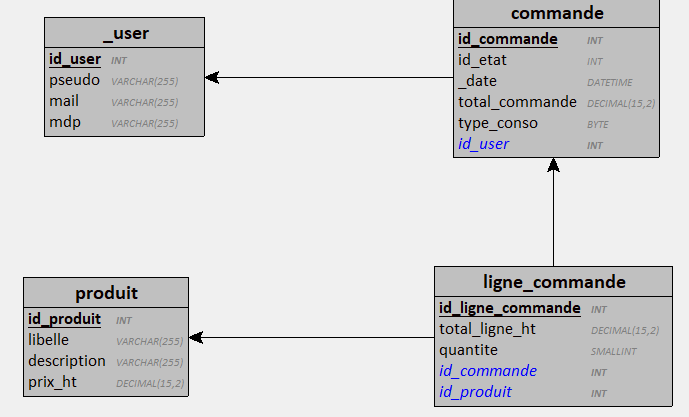 _user
id_user INT
pseudo VARCHAR(255)
mail VARCHAR(255)
mdp VARCHAR(255)
commande
id_commande INT
id_etat INT
_date DATETIME
total_commande DECIMAL(15,2)
type_conso BYTE
id_user INT
produit
id_produit INT
libelle VARCHAR(255)
description VARCHAR(255)
prix_ht DECIMAL(15,2)
ligne_commande
id_ligne_commande INT
total_ligne_ht DECIMAL(15,2)
quantite SMALLINT
id_commande INT
id_produit INT